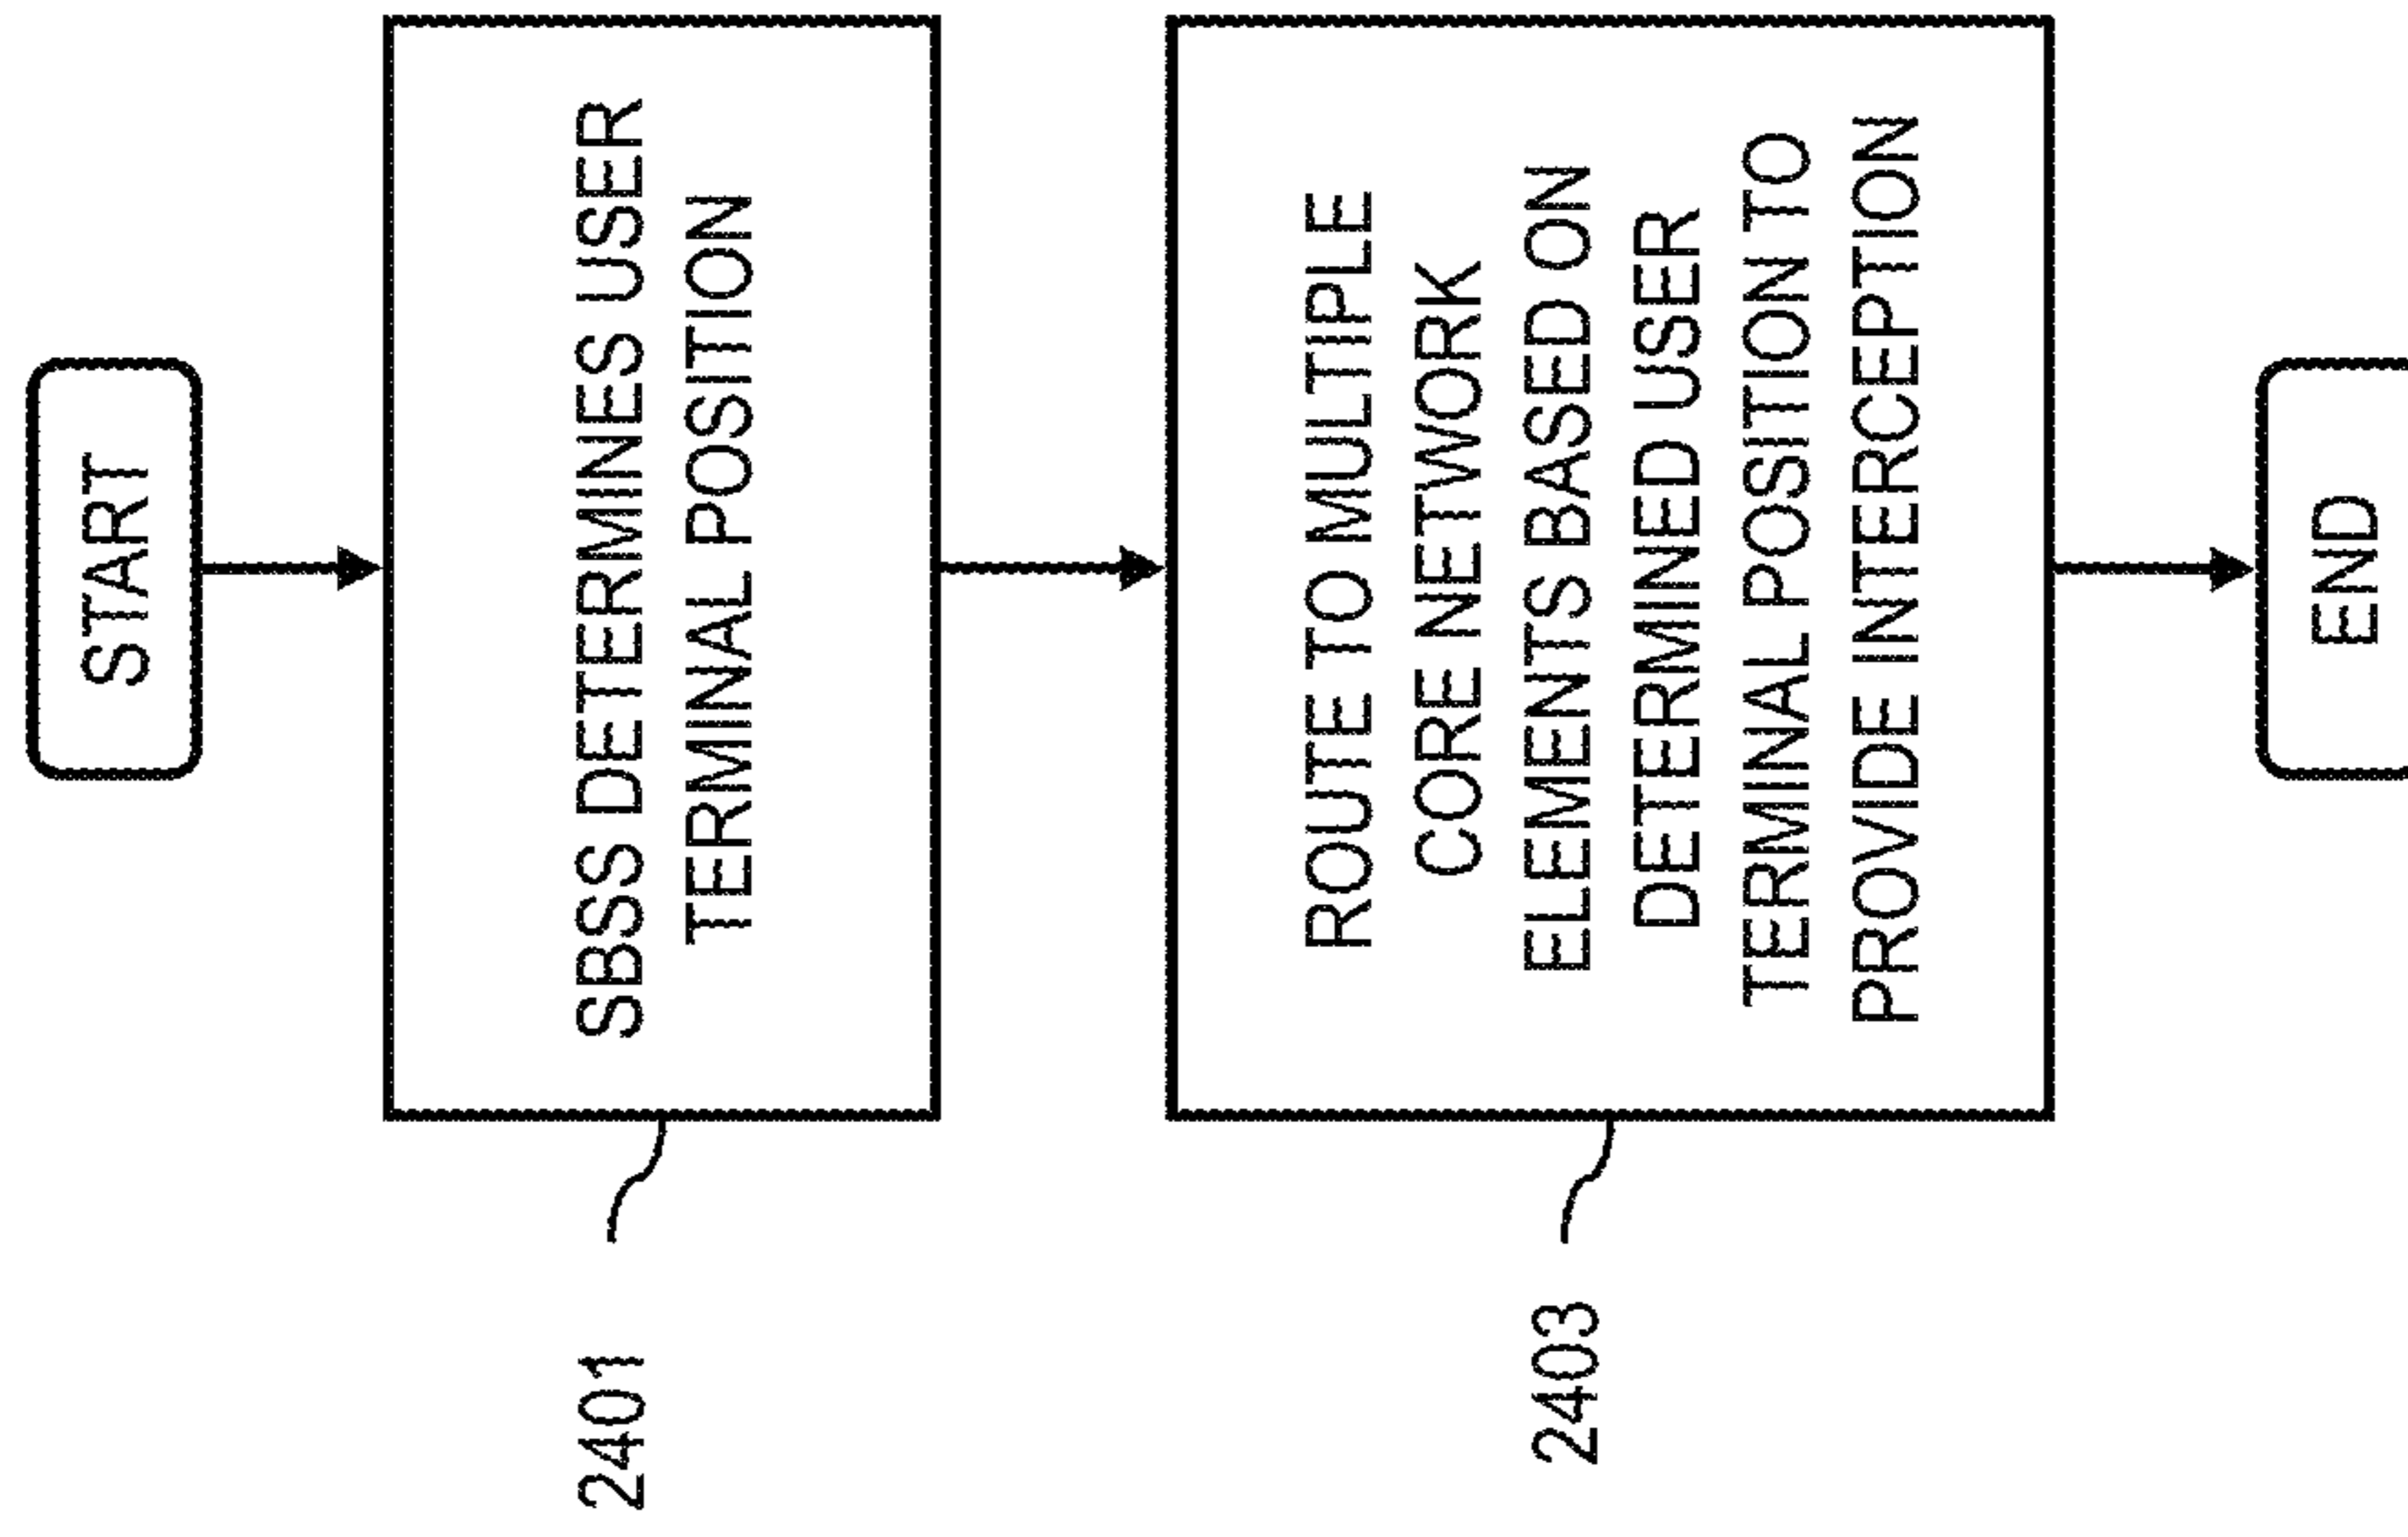 START
2401
SBSS DETERMINES USER
TERMINAL POSITION
2403
ROUTE TO MULTIPLE
CORE NETWORK
ELEMENTS BASED ON
DETERMINED USER
TERMINAL POSITION TO
PROVIDE INTERCEPTION
END